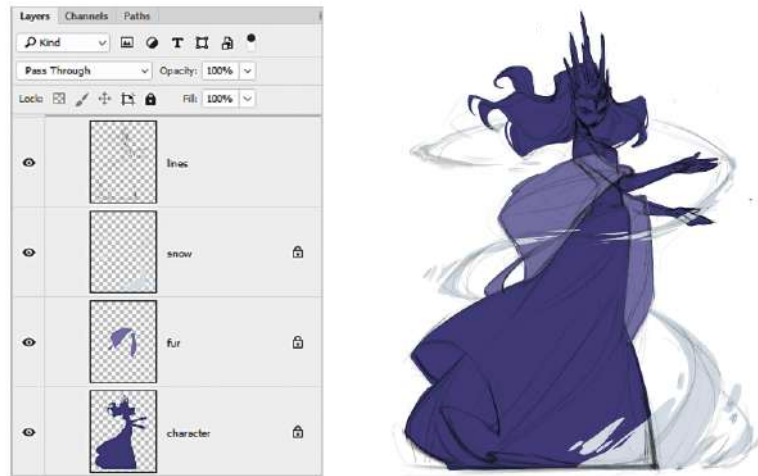 Layers Channels Paths
Kind
Pass Through Opacity: 100%
Lock: Fill: 100%
lines
snow
fur
character